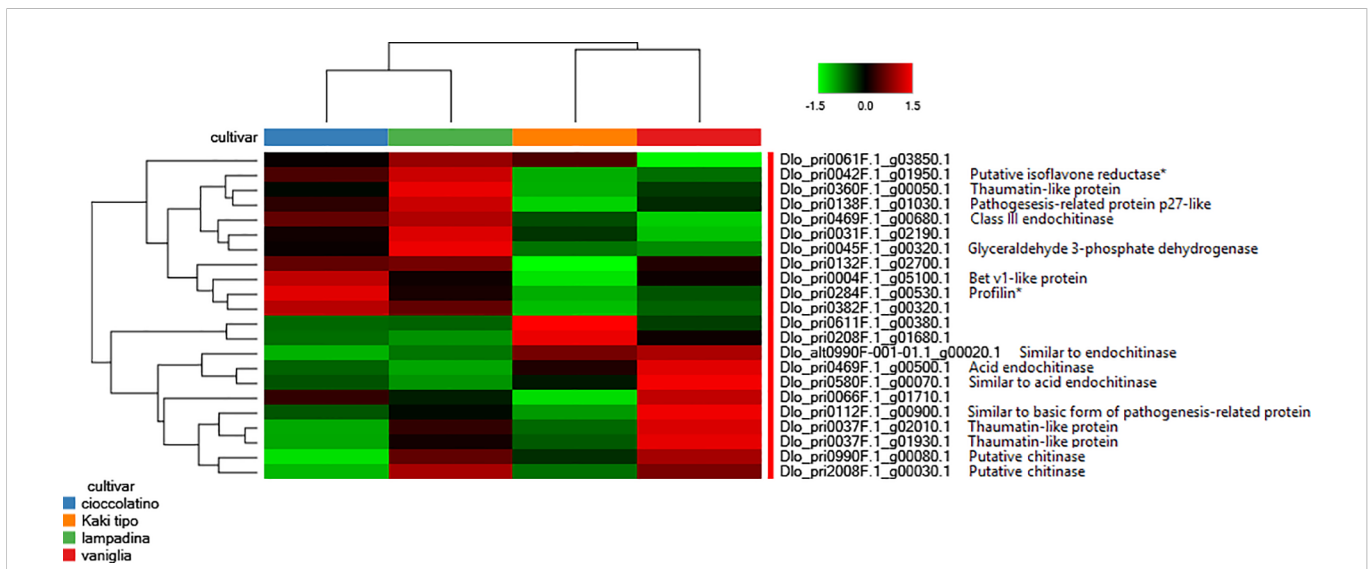 -1.5 0.0 1.5
cultivar
Dlo_pri0061F.1_g03850.1
Dlo_pri0042F.1_g01950.1 Putative isoflavone reductase*
Dlo_pri0360F.1_g00050.1 Thaumatin-like protein
Dlo_pri0138F.1_g01030.1 Pathogesis-related protein p27-like
Dlo_pri0469F.1_g00680.1 Class III endochitinase
Dlo_pri0031F.1_g02190.1
Dlo_pri0045F.1_g00320.1 Glyceraldehyde 3-phosphate dehydrogenase
Dlo_pri0132F.1_g02700.1
Dlo_pri0004F.1_g05100.1 Bet v1-like protein
Dlo_pri0284F.1_g00530.1 Profilin*
Dlo_pri0382F.1_g00320.1
Dlo_pri0611F.1_g00380.1
Dlo_pri0208F.1_g01680.1
Dlo_alt0990F-001-01.1_g00020.1 Similar to endochitinase
Dlo_pri0469F.1_g00500.1 Acid endochitinase
Dlo_pri0580F.1_g00070.1 Similar to acid endochitinase
Dlo_pri0066F.1_g01710.1
Dlo_pri0112F.1_g00900.1 Similar to basic form of pathogenesis-related protein
Dlo_pri0037F.1_g02010.1 Thaumatin-like protein
Dlo_pri0037F.1_g01930.1 Thaumatin-like protein
Dlo_pri0990F.1_g00080.1 Putative chitinase
Dlo_pri2008F.1_g00030.1 Putative chitinase
cultivar
cioccolatino
Kaki tipo
lampadina
vaniglia